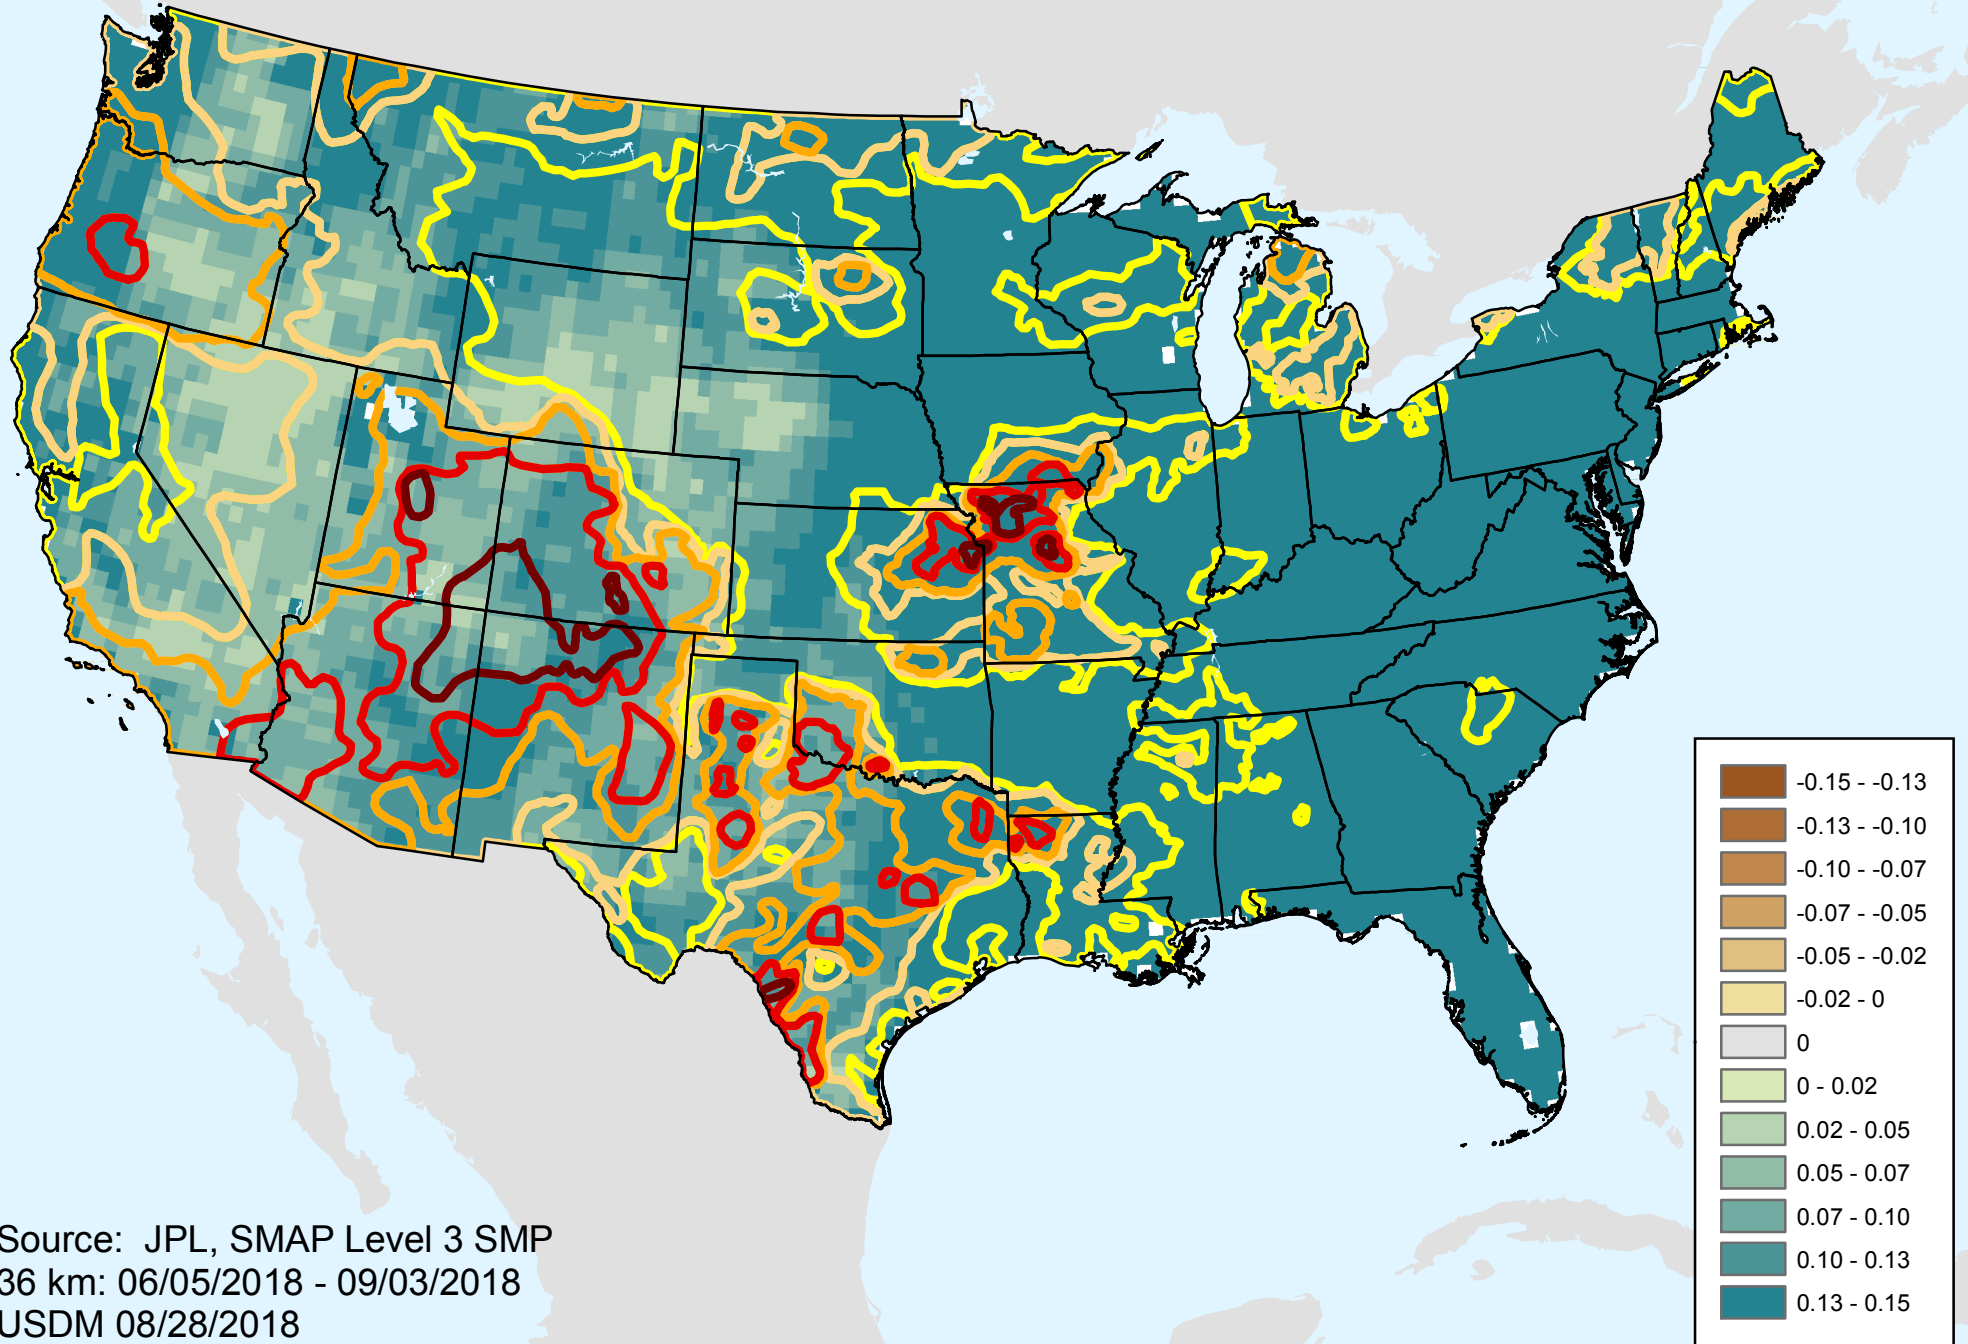 -0.15 - -0.13
-0.13 - -0.10
-0.10 - -0.07
-0.07 - -0.05
-0.05 - -0.02
-0.02 - 0
0
0 - 0.02
0.02 - 0.05
0.05 - 0.07
0.07 - 0.10
0.10 - 0.13
0.13 - 0.15
Source: JPL, SMAP Level 3 SMP
36 km: 06/05/2018 - 09/03/2018
USDM 08/28/2018